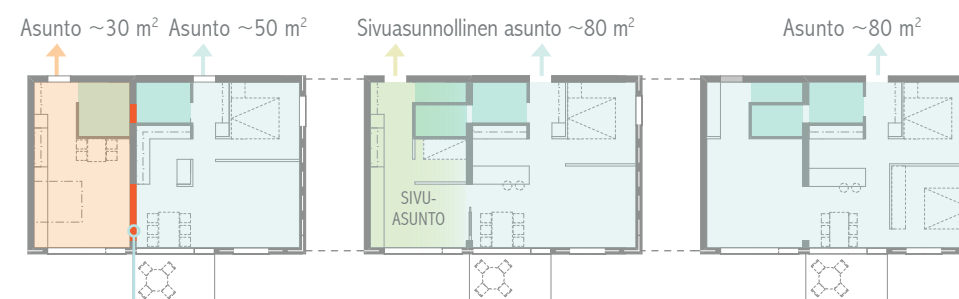 Asunto ~30 m² Asunto ~50 m² Sivuasunnollinen asunto ~80 m² Asunto ~80 m²
SIVU-
ASUNTO